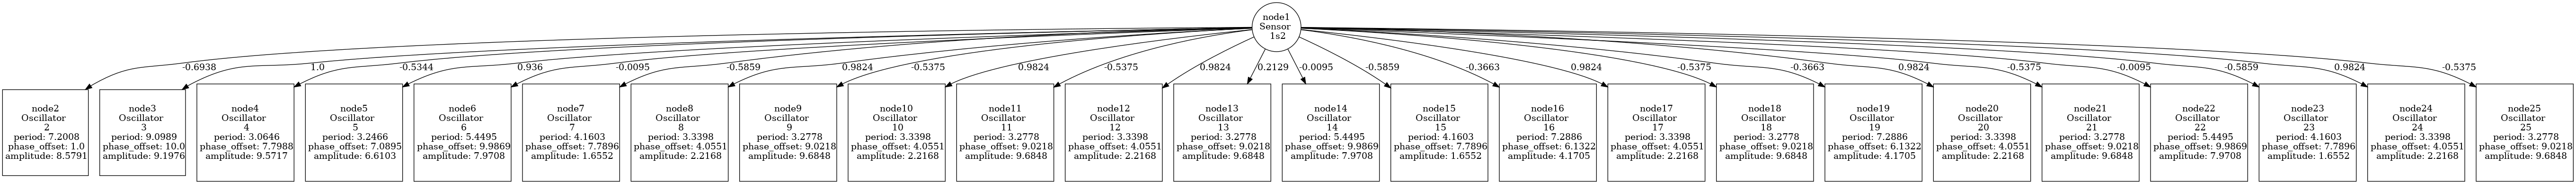 node1
Sensor
1s2
-0.6938
1.0
-0.5344
0.936
-0.0095
-0.5859
0.9824
-0.5375
0.9824
-0.5375
0.9824
0.2129
-0.0095
-0.5859
-0.3663
0.9824
-0.5375
-0.3663
0.9824
-0.5375
-0.0095
-0.5859
0.9824
-0.5375
node2
Oscillator
2
period: 7.2008
phase_offset: 1.0
amplitude: 8.5791
node3
Oscillator
3
period: 9.0989
phase_offset: 10.0
amplitude: 9.1976
node4
Oscillator
4
period: 3.0646
phase_offset: 7.7988
amplitude: 9.5717
node5
Oscillator
5
period: 3.2466
phase_offset: 7.0895
amplitude: 6.6103
node6
Oscillator
6
period: 5.4495
phase_offset: 9.9869
amplitude: 7.9708
node7
Oscillator
7
period: 4.1603
phase_offset: 7.7896
amplitude: 1.6552
node8
Oscillator
8
period: 3.3398
phase_offset: 4.0551
amplitude: 2.2168
node9
Oscillator
9
period: 3.2778
phase_offset: 9.0218
amplitude: 9.6848
node10
Oscillator
10
period: 3.3398
phase_offset: 4.0551
amplitude: 2.2168
node11
Oscillator
11
period: 3.2778
phase_offset: 9.0218
amplitude: 9.6848
node12
Oscillator
12
period: 3.3398
phase_offset: 4.0551
amplitude: 2.2168
node13
Oscillator
13
period: 3.2778
phase_offset: 9.0218
amplitude: 9.6848
node14
Oscillator
14
period: 5.4495
phase_offset: 9.9869
amplitude: 7.9708
node15
Oscillator
15
period: 4.1603
phase_offset: 7.7896
amplitude: 1.6552
node16
Oscillator
16
period: 7.2886
phase_offset: 6.1322
amplitude: 4.1705
node17
Oscillator
17
period: 3.3398
phase_offset: 4.0551
amplitude: 2.2168
node18
Oscillator
18
period: 3.2778
phase_offset: 9.0218
amplitude: 9.6848
node19
Oscillator
19
period: 7.2886
phase_offset: 6.1322
amplitude: 4.1705
node20
Oscillator
20
period: 3.3398
phase_offset: 4.0551
amplitude: 2.2168
node21
Oscillator
21
period: 3.2778
phase_offset: 9.0218
amplitude: 9.6848
node22
Oscillator
22
period: 5.4495
phase_offset: 9.9869
amplitude: 7.9708
node23
Oscillator
23
period: 4.1603
phase_offset: 7.7896
amplitude: 1.6552
node24
Oscillator
24
period: 3.3398
phase_offset: 4.0551
amplitude: 2.2168
node25
Oscillator
25
period: 3.2778
phase_offset: 9.0218
amplitude: 9.6848